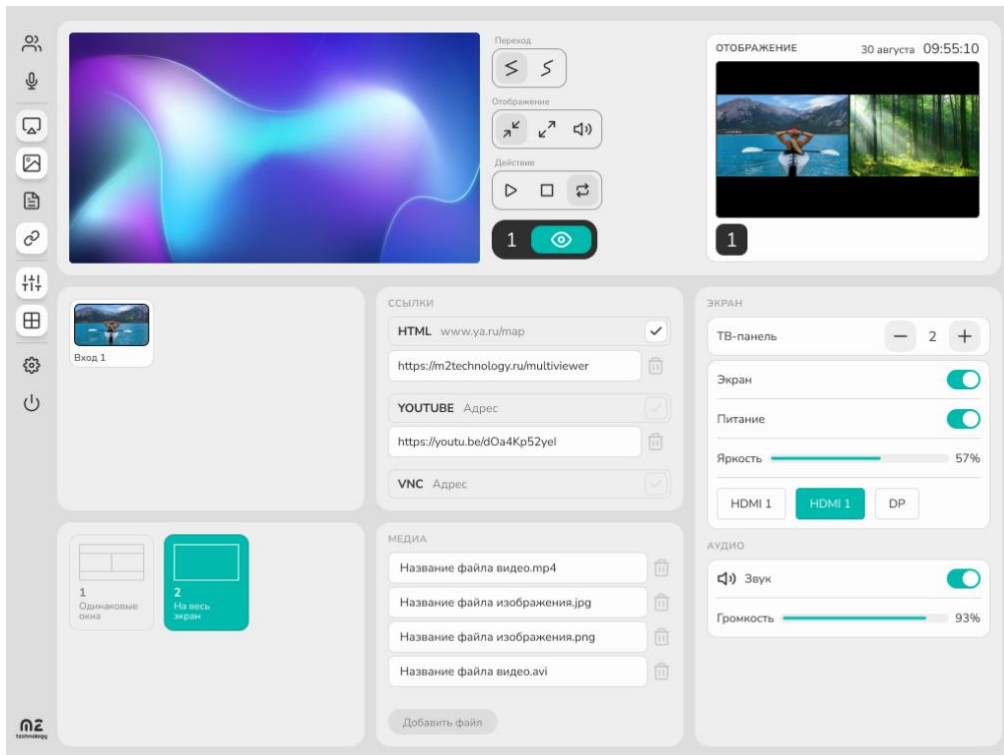 Переход
Отображение
Действия
1
ОТОБРАЖЕНИЕ
30 августа 09:55:10
1
Вход 1
ССЫЛКИ
HTML www.ya.ru/map
https://m2technology.ru/multiviewer
YOUTUBE Адрес
https://youtu.be/dOa4Kp52yeI
VNC Адрес
ЭКРАН
ТВ-панель
2
Экран
Питание
Яркость
57%
HDMI 1
HDMI 1
DP
1
Одинаковые
окна
2
На весь
экран
МЕДИА
Название файла видео.mp4
Название файла изображения.jpg
Название файла изображения.png
Название файла видео.avi
Добавить файл
АУДИО
Звук
Громкость
93%
m2
technology